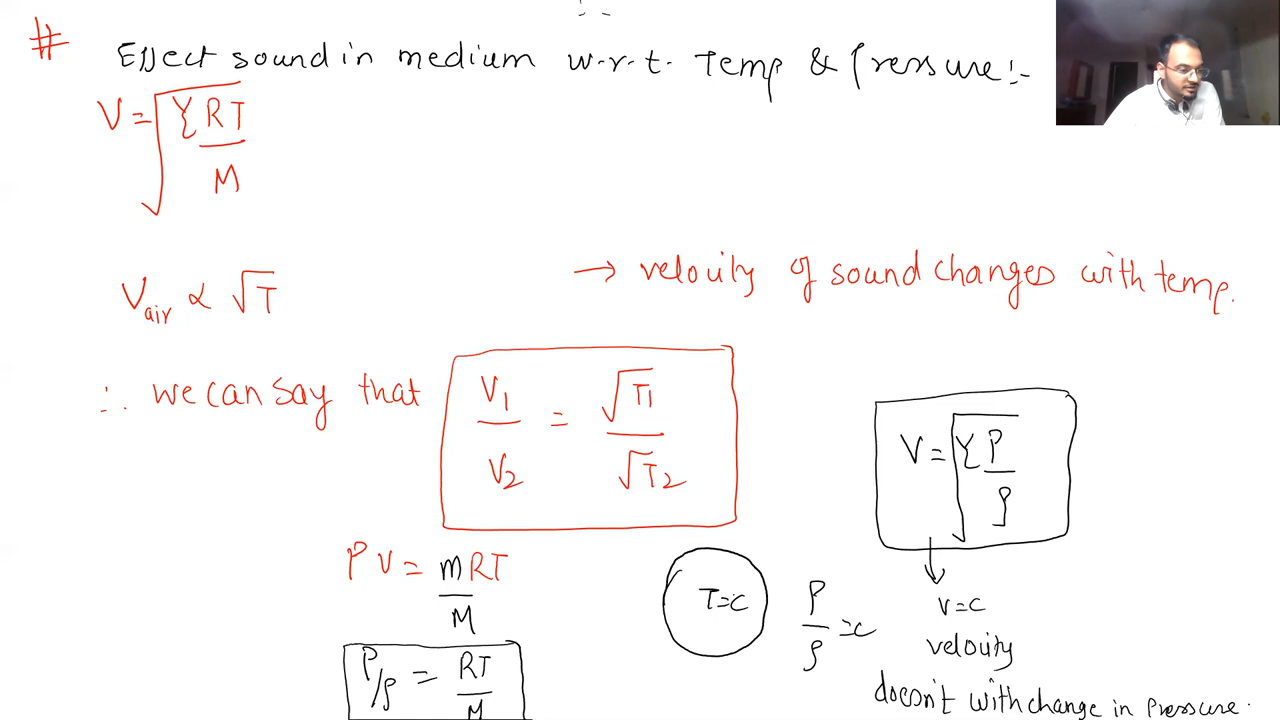 # Effect sound in medium w.r.t. Temp & Pressure:-
V = √(γRT/M)
→ velocity of sound changes with temp.
V air ∝ √T
∴ we can say that V1/V2 = √T1/√T2
V = √(γP/ρ)
PV = mRT/M
T=c
P/ρ = c
v=c
velocity
doesn't with change in pressure.
P/ρ = RT/M